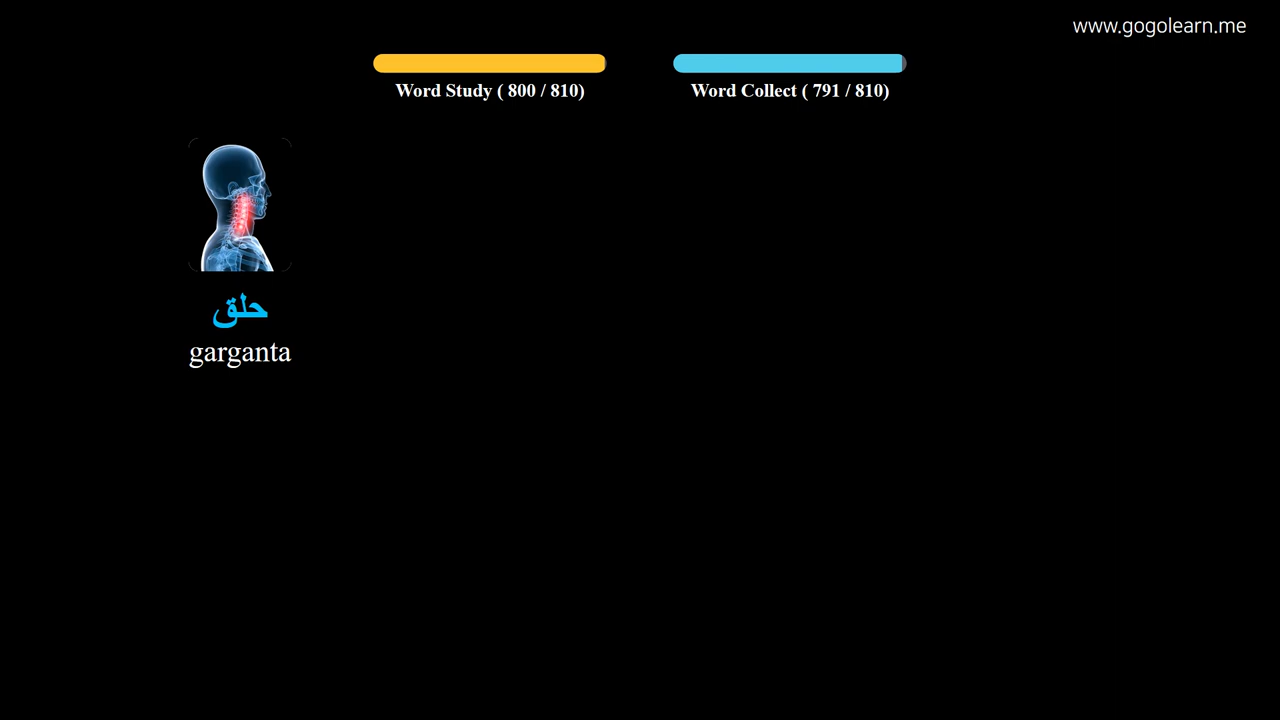 www.gogolearn.me
Word Study ( 800 / 810)
Word Collect ( 791 / 810)
حلق
garganta